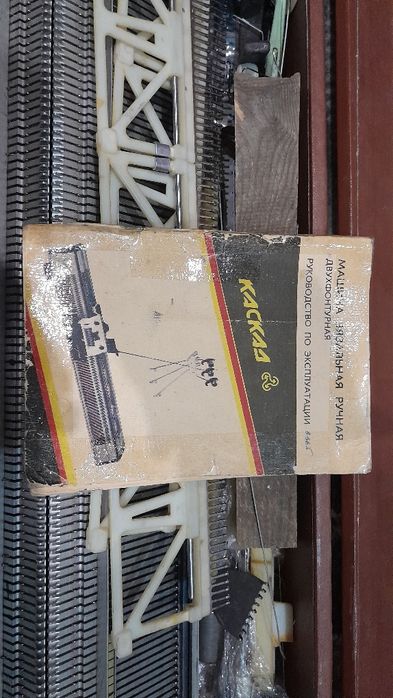 МАШИНА ВЯЗАЛЬНАЯ РУЧНАЯ
ДВУХФОНТУРНАЯ
РУКОВОДСТВО ПО ЭКСПЛУАТАЦИИ
КАСКАД